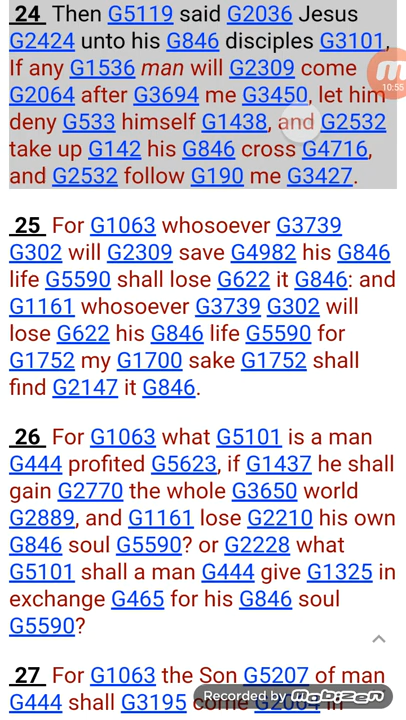 24 Then G5119 said G2036 Jesus
G2424 unto his G846 disciples G3101,
If any G1536 man will G2309 come
G2064 after G3694 me G3450, let him
10:55
deny G533 himself G1438, and G2532
take up G142 his G846 cross G4716,
and G2532 follow G190 me G3427.
25 For G1063 whosoever G3739
G302 will G2309 save G4982 his G846
life G5590 shall lose G622 it G846: and
G1161 whosoever G3739 G302 will
lose G622 his G846 life G5590 for
G1752 my G1700 sake G1752 shall
find G2147 it G846.
26 For G1063 what G5101 is a man
G444 profited G5623, if G1437 he shall
gain G2770 the whole G3650 world
G2889, and G1161 lose G2210 his own
G846 soul G5590? or G2228 what
G5101 shall a man G444 give G1325 in
exchange G465 for his G846 soul
G5590?
27 For G1063 the Son G5207 of man
G444 shall G3195 come G2064 in
Recorded by Mobizen